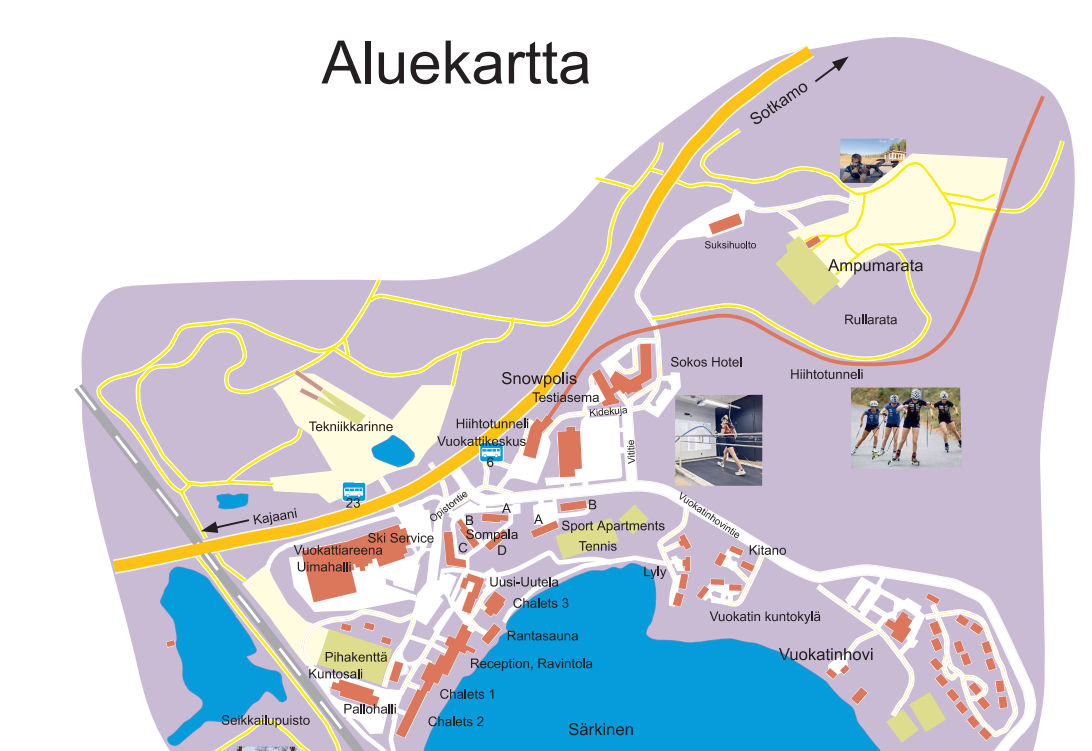 Aluekartta
Sotkamo
Suksihuolto
Ampumarata
Rullarata
Hiihtotunneli
Sokos Hotel
Snowpolis
Testiasema
Kidekuja
Hiihtotunneli
Vuokattikeskus
6
Tekniikkarinne
Vititie
23
Kajaani
Opistontie
A
B
A
B
Sompala
C
D
Sport Apartments
Tennis
Vuokatinhovintie
Ski Service
Vuokattiareena
Uimahalli
Kitano
Lyly
Uusi-Uutela
Chalets 3
Vuokatin kuntokylä
Rantasauna
Pihakenttä
Reception, Ravintola
Vuokatinhovi
Kuntosali
Chalets 1
Pallohalli
Chalets 2
Seikkailupuisto
Särkinen